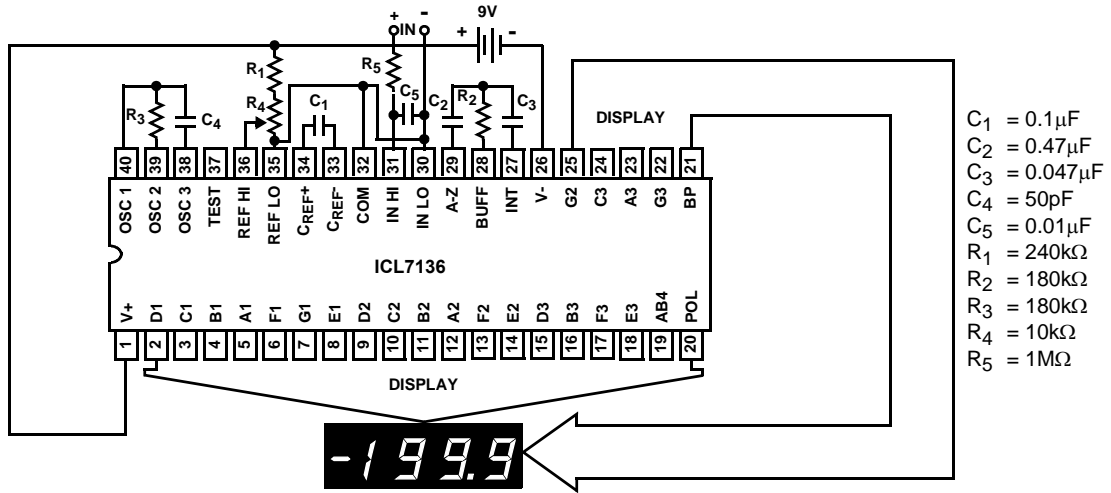 + -
IN
9V
+ -
R1
R5
R4
C1
C5
C2
R2
C3
R3
C4
DISPLAY
40 39 38 37 36 35 34 33 32 31 30 29 28 27 26 25 24 23 22 21
OSC 1 OSC 2 OSC 3 TEST REF HI REF LO CREF+ CREF- COM IN HI IN LO A-Z BUFF INT V- G2 C3 A3 G3 BP
ICL7136
V+ D1 C1 B1 A1 F1 G1 E1 D2 C2 B2 A2 F2 E2 D3 B3 F3 E3 AB4 POL
1 2 3 4 5 6 7 8 9 10 11 12 13 14 15 16 17 18 19 20
DISPLAY
-199.9
C1 = 0.1µF
C2 = 0.47µF
C3 = 0.047µF
C4 = 50pF
C5 = 0.01µF
R1 = 240kΩ
R2 = 180kΩ
R3 = 180kΩ
R4 = 10kΩ
R5 = 1MΩ